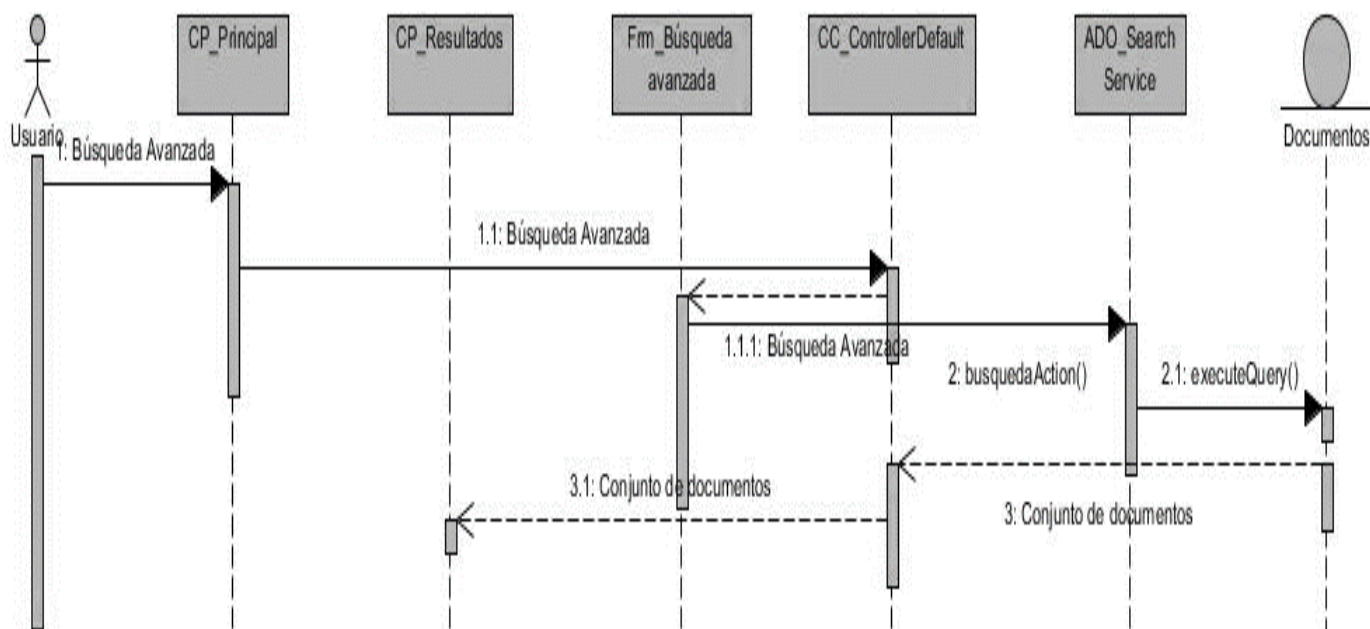 CP_Principal
CP_Resultados
Frm_Búsqueda
avanzada
CC_ControllerDefault
ADO_Search
Service
Usuario
Documentos
1: Búsqueda Avanzada
1.1: Búsqueda Avanzada
1.1.1: Búsqueda Avanzada
2: busquedaAction()
2.1: executeQuery()
3.1: Conjunto de documentos
3: Conjunto de documentos